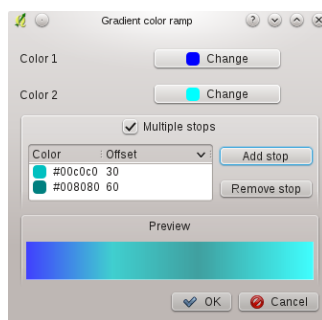 Gradient color ramp
Color 1
Change
Color 2
Change
Multiple stops
Color Offset
#00c0c0 30
#008080 60
Add stop
Remove stop
Preview
OK
Cancel